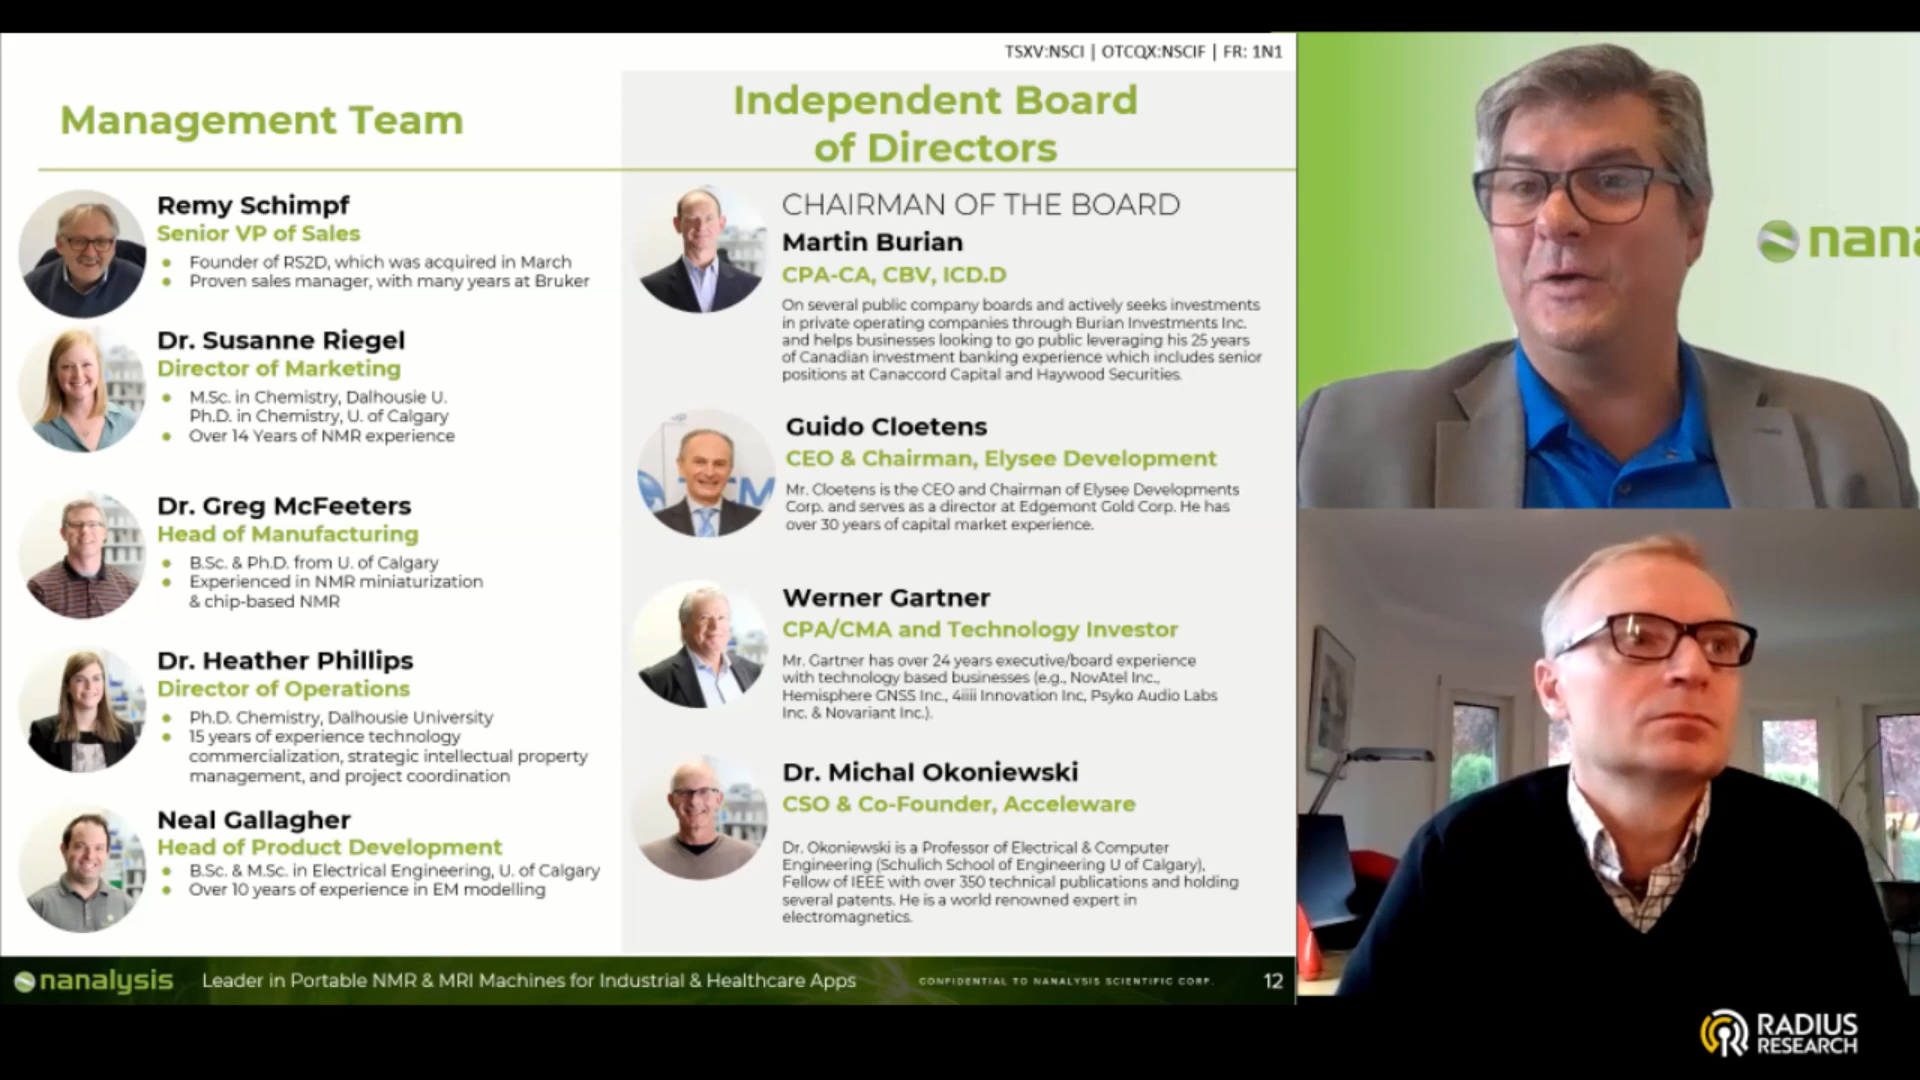 TSXV:NSCI | OTCQX:NSCIF | FR: 1N1
Management Team
Remy Schimpf
Senior VP of Sales
• Founder of RS2D, which was acquired in March
• Proven sales manager, with many years at Bruker
Dr. Susanne Riegel
Director of Marketing
• M.Sc. in Chemistry, Dalhousie U.
Ph.D. in Chemistry, U. of Calgary
• Over 14 Years of NMR experience
Dr. Greg McFeeters
Head of Manufacturing
• B.Sc. & Ph.D. from U. of Calgary
• Experienced in NMR miniaturization
& chip-based NMR
Dr. Heather Phillips
Director of Operations
• Ph.D. Chemistry, Dalhousie University
• 15 years of experience technology
commercialization, strategic intellectual property
management, and project coordination
Neal Gallagher
Head of Product Development
• B.Sc. & M.Sc. in Electrical Engineering, U. of Calgary
• Over 10 years of experience in EM modelling
Independent Board
of Directors
CHAIRMAN OF THE BOARD
Martin Burian
CPA-CA, CBV, ICD.D
On several public company boards and actively seeks investments
in private operating companies through Burian Investments Inc.
and helps businesses looking to go public leveraging his 25 years
of Canadian investment banking experience which includes senior
positions at Canaccord Capital and Haywood Securities.
Guido Cloetens
CEO & Chairman, Elysee Development
Mr. Cloetens is the CEO and Chairman of Elysee Developments
Corp. and serves as a director at Edgemont Gold Corp. He has
over 30 years of capital market experience.
Werner Gartner
CPA/CMA and Technology Investor
Mr. Gartner has over 24 years executive/board experience
with technology based businesses (e.g., NovAtel Inc.,
Hemisphere GNSS Inc., 4iiii Innovation Inc, Psyko Audio Labs
Inc. & Novariant Inc.).
Dr. Michal Okoniewski
CSO & Co-Founder, Acceleware
Dr. Okoniewski is a Professor of Electrical & Computer
Engineering (Schulich School of Engineering U of Calgary),
Fellow of IEEE with over 350 technical publications and holding
several patents. He is a world renowned expert in
electromagnetics.
nanalysis Leader in Portable NMR & MRI Machines for Industrial & Healthcare Apps CONFIDENTIAL TO NANALYSIS SCIENTIFIC CORP. 12
nana
RADIUS
RESEARCH